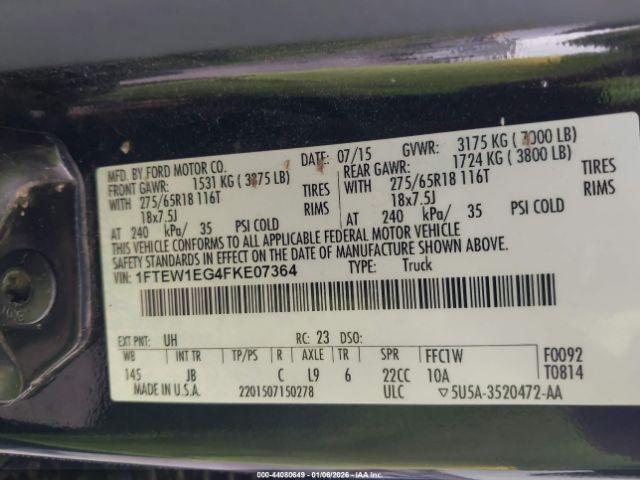 MFD. BY FORD MOTOR CO. DATE: 07/15 GVWR: 3175 KG ( 7000 LB)
FRONT GAWR: 1531 KG ( 3375 LB) REAR GAWR: 1724 KG ( 3800 LB)
WITH 275/65R18 116T TIRES WITH 275/65R18 116T TIRES
18x7.5J RIMS 18x7.5J RIMS
AT 240 kPa/ 35 PSI COLD AT 240 kPa/ 35 PSI COLD
THIS VEHICLE CONFORMS TO ALL APPLICABLE FEDERAL MOTOR VEHICLE
SAFETY STANDARDS IN EFFECT ON THE DATE OF MANUFACTURE SHOWN ABOVE.
VIN: 1FTEW1EG4FKE07364 TYPE: Truck
EXT PNT: UH RC: 23 DSO:
WB INT TR TP/PS R AXLE TR SPR FFC1W F0092
145 JB C L9 6 22CC 10A T0814
MADE IN U.S.A. 2201507150278 ULC ▽5U5A-3520472-AA
000-44080649 - 01/06/2026 - IAA Inc.